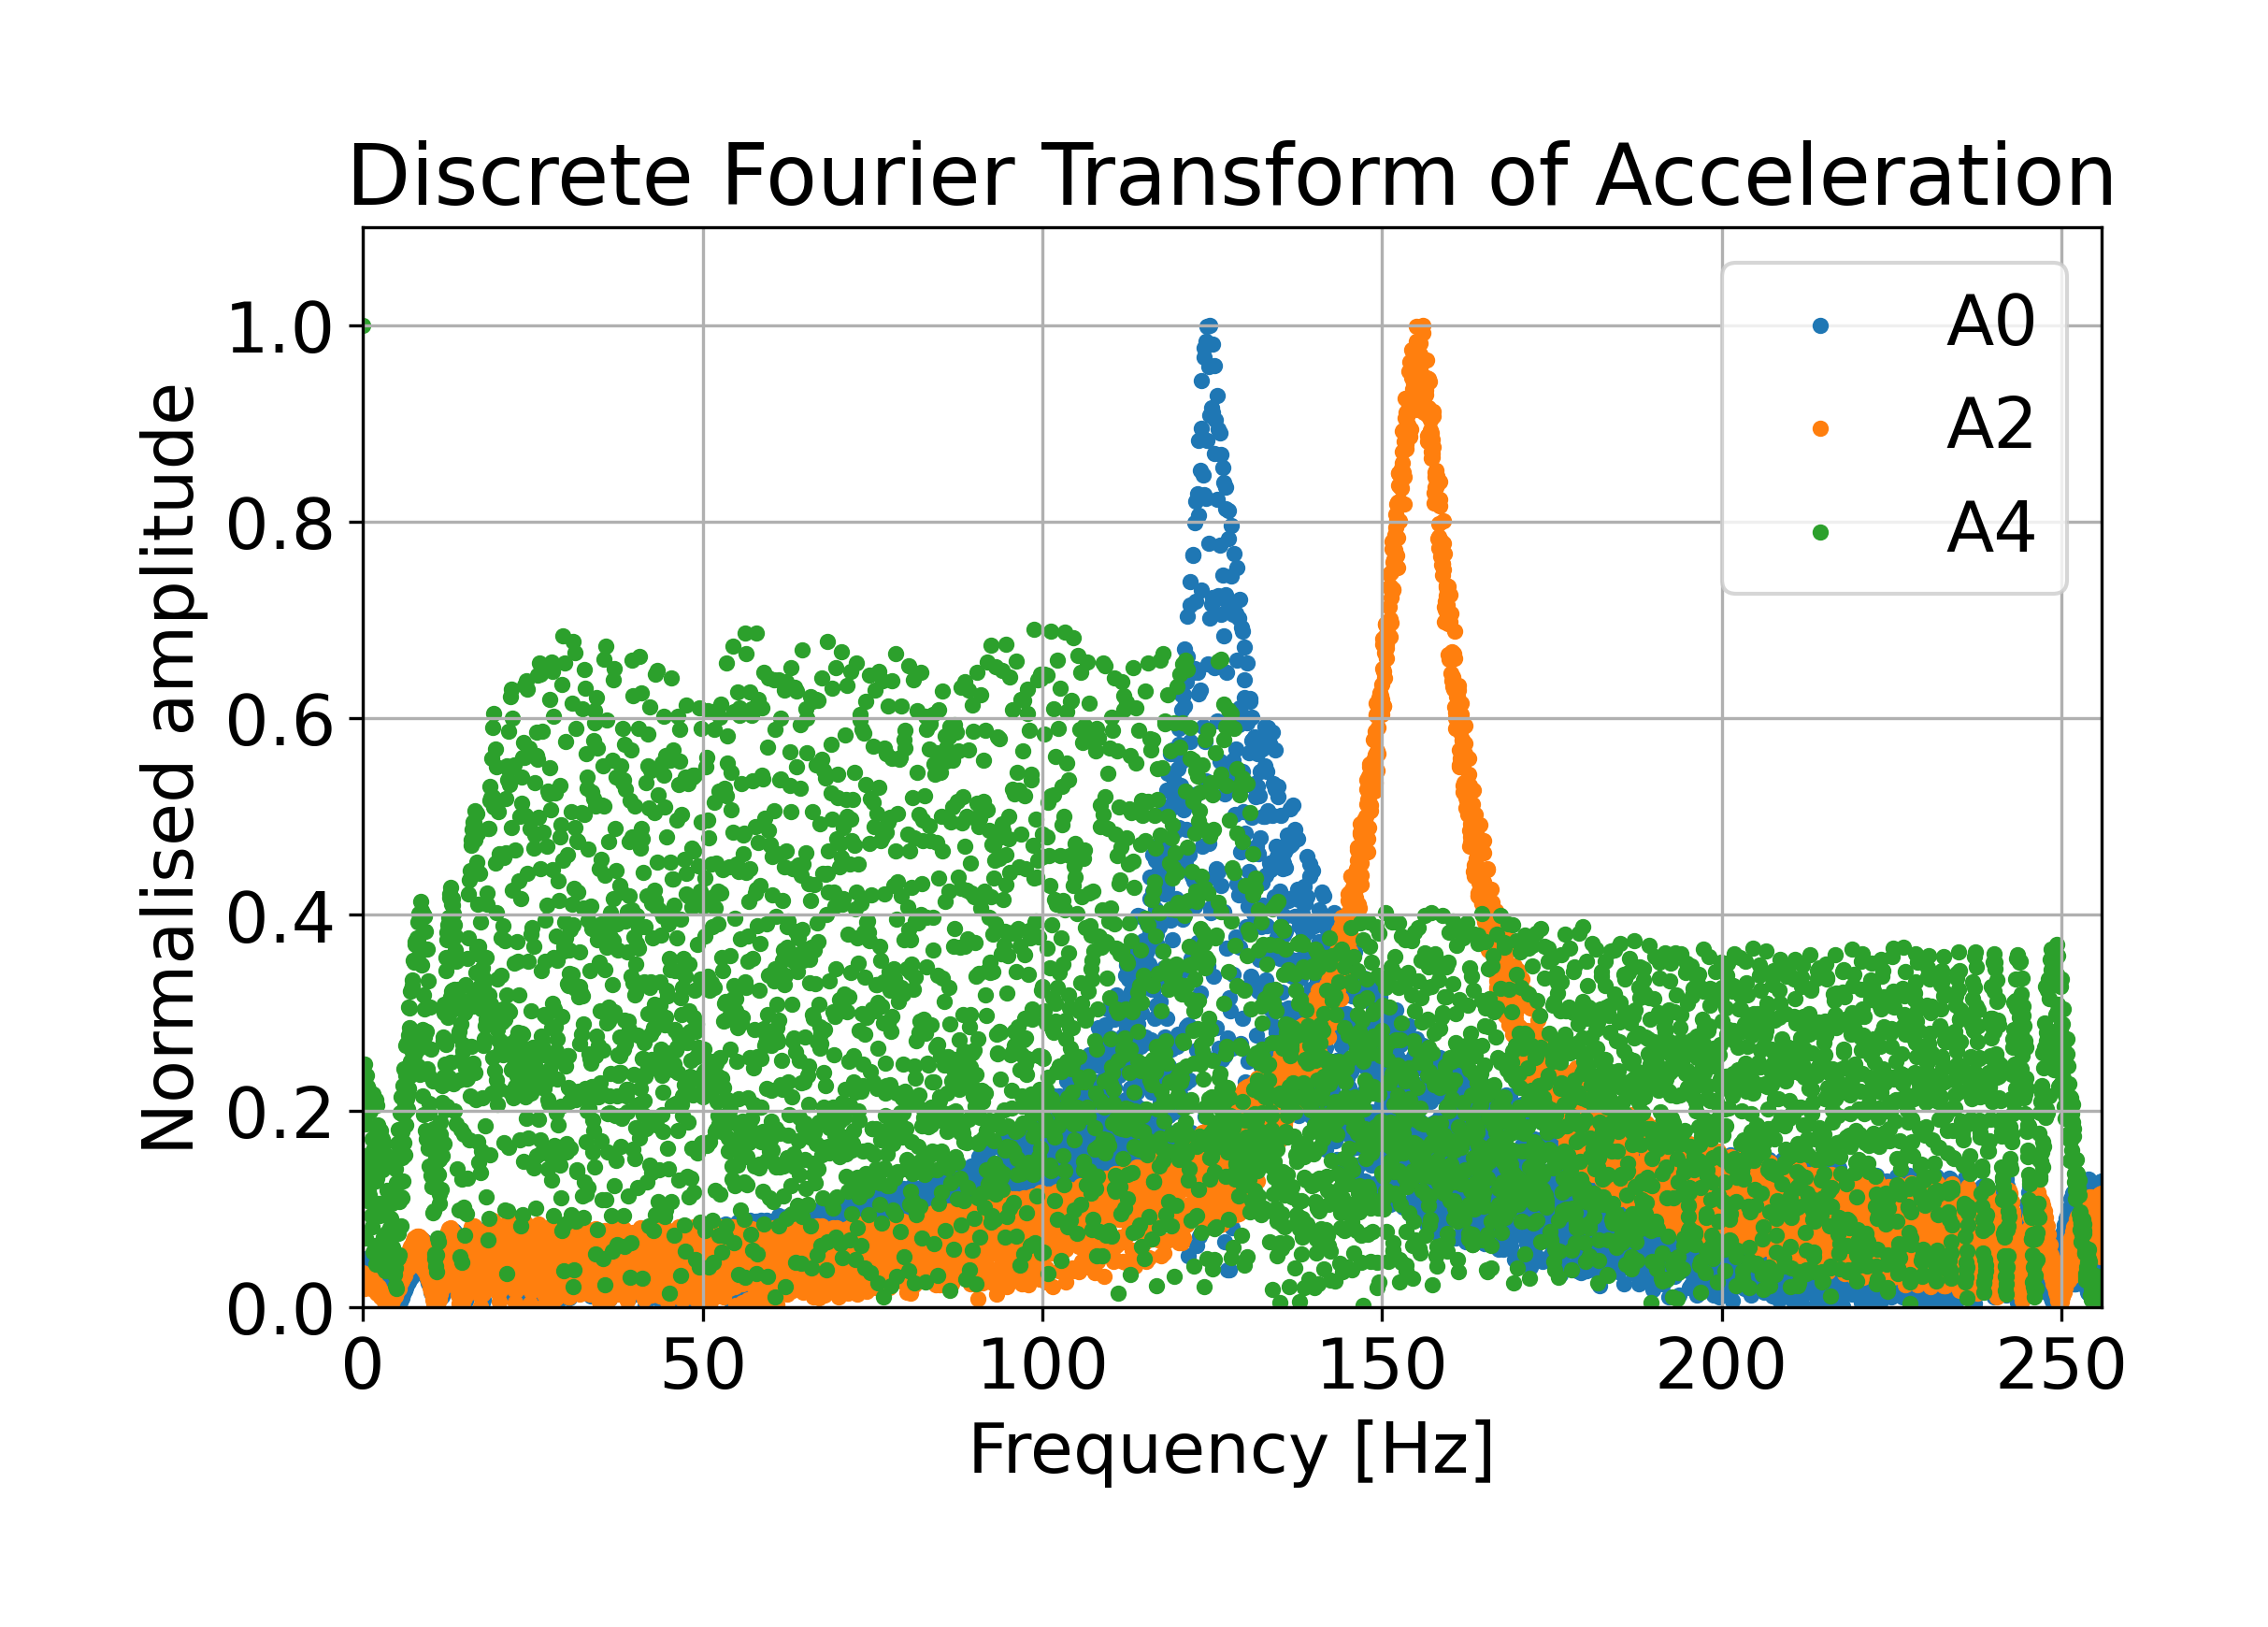 Discrete Fourier Transform of Acceleration
Normalised amplitude
1.0
0.8
0.6
0.4
0.2
0.0
A0
A2
A4
0 50 100 150 200 250
Frequency [Hz]